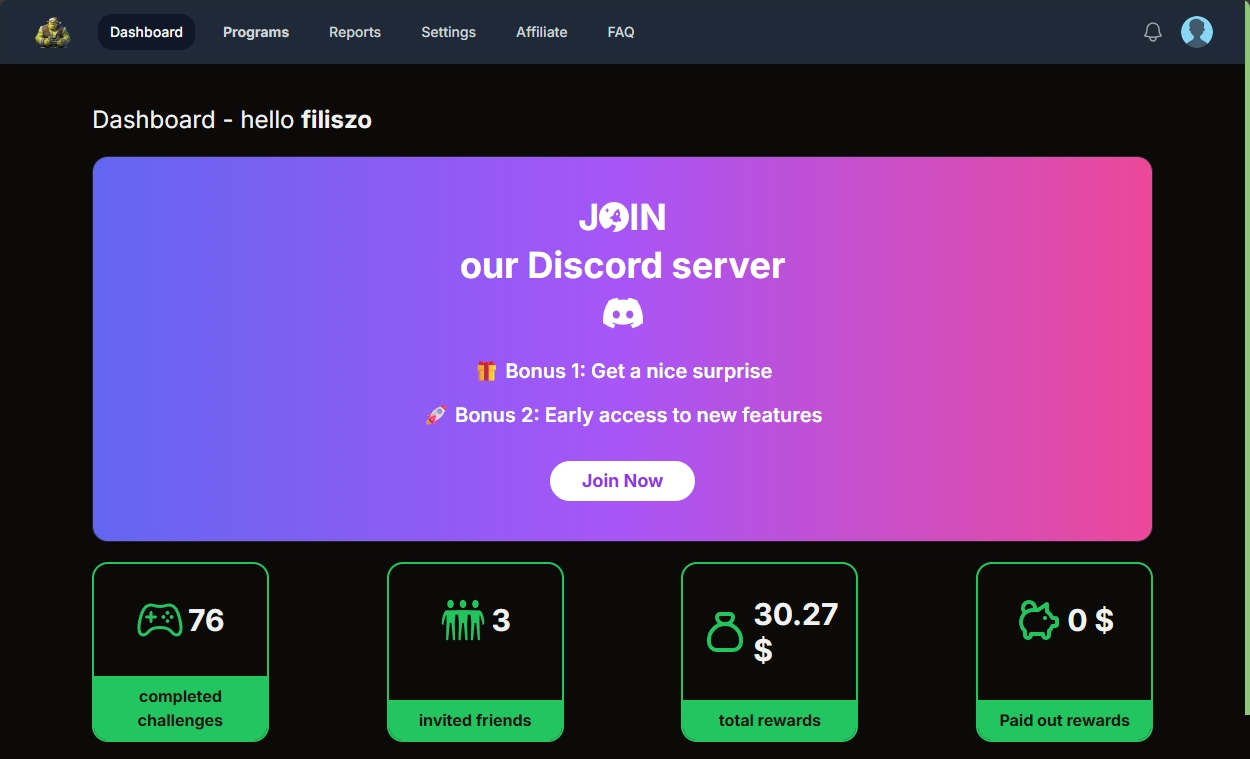 Dashboard Programs Reports Settings Affiliate FAQ
Dashboard - hello filiszo
JOIN
our Discord server
🎁 Bonus 1: Get a nice surprise
🚀 Bonus 2: Early access to new features
Join Now
76
3
30.27
$
0 $
completed
challenges
invited friends
total rewards
Paid out rewards